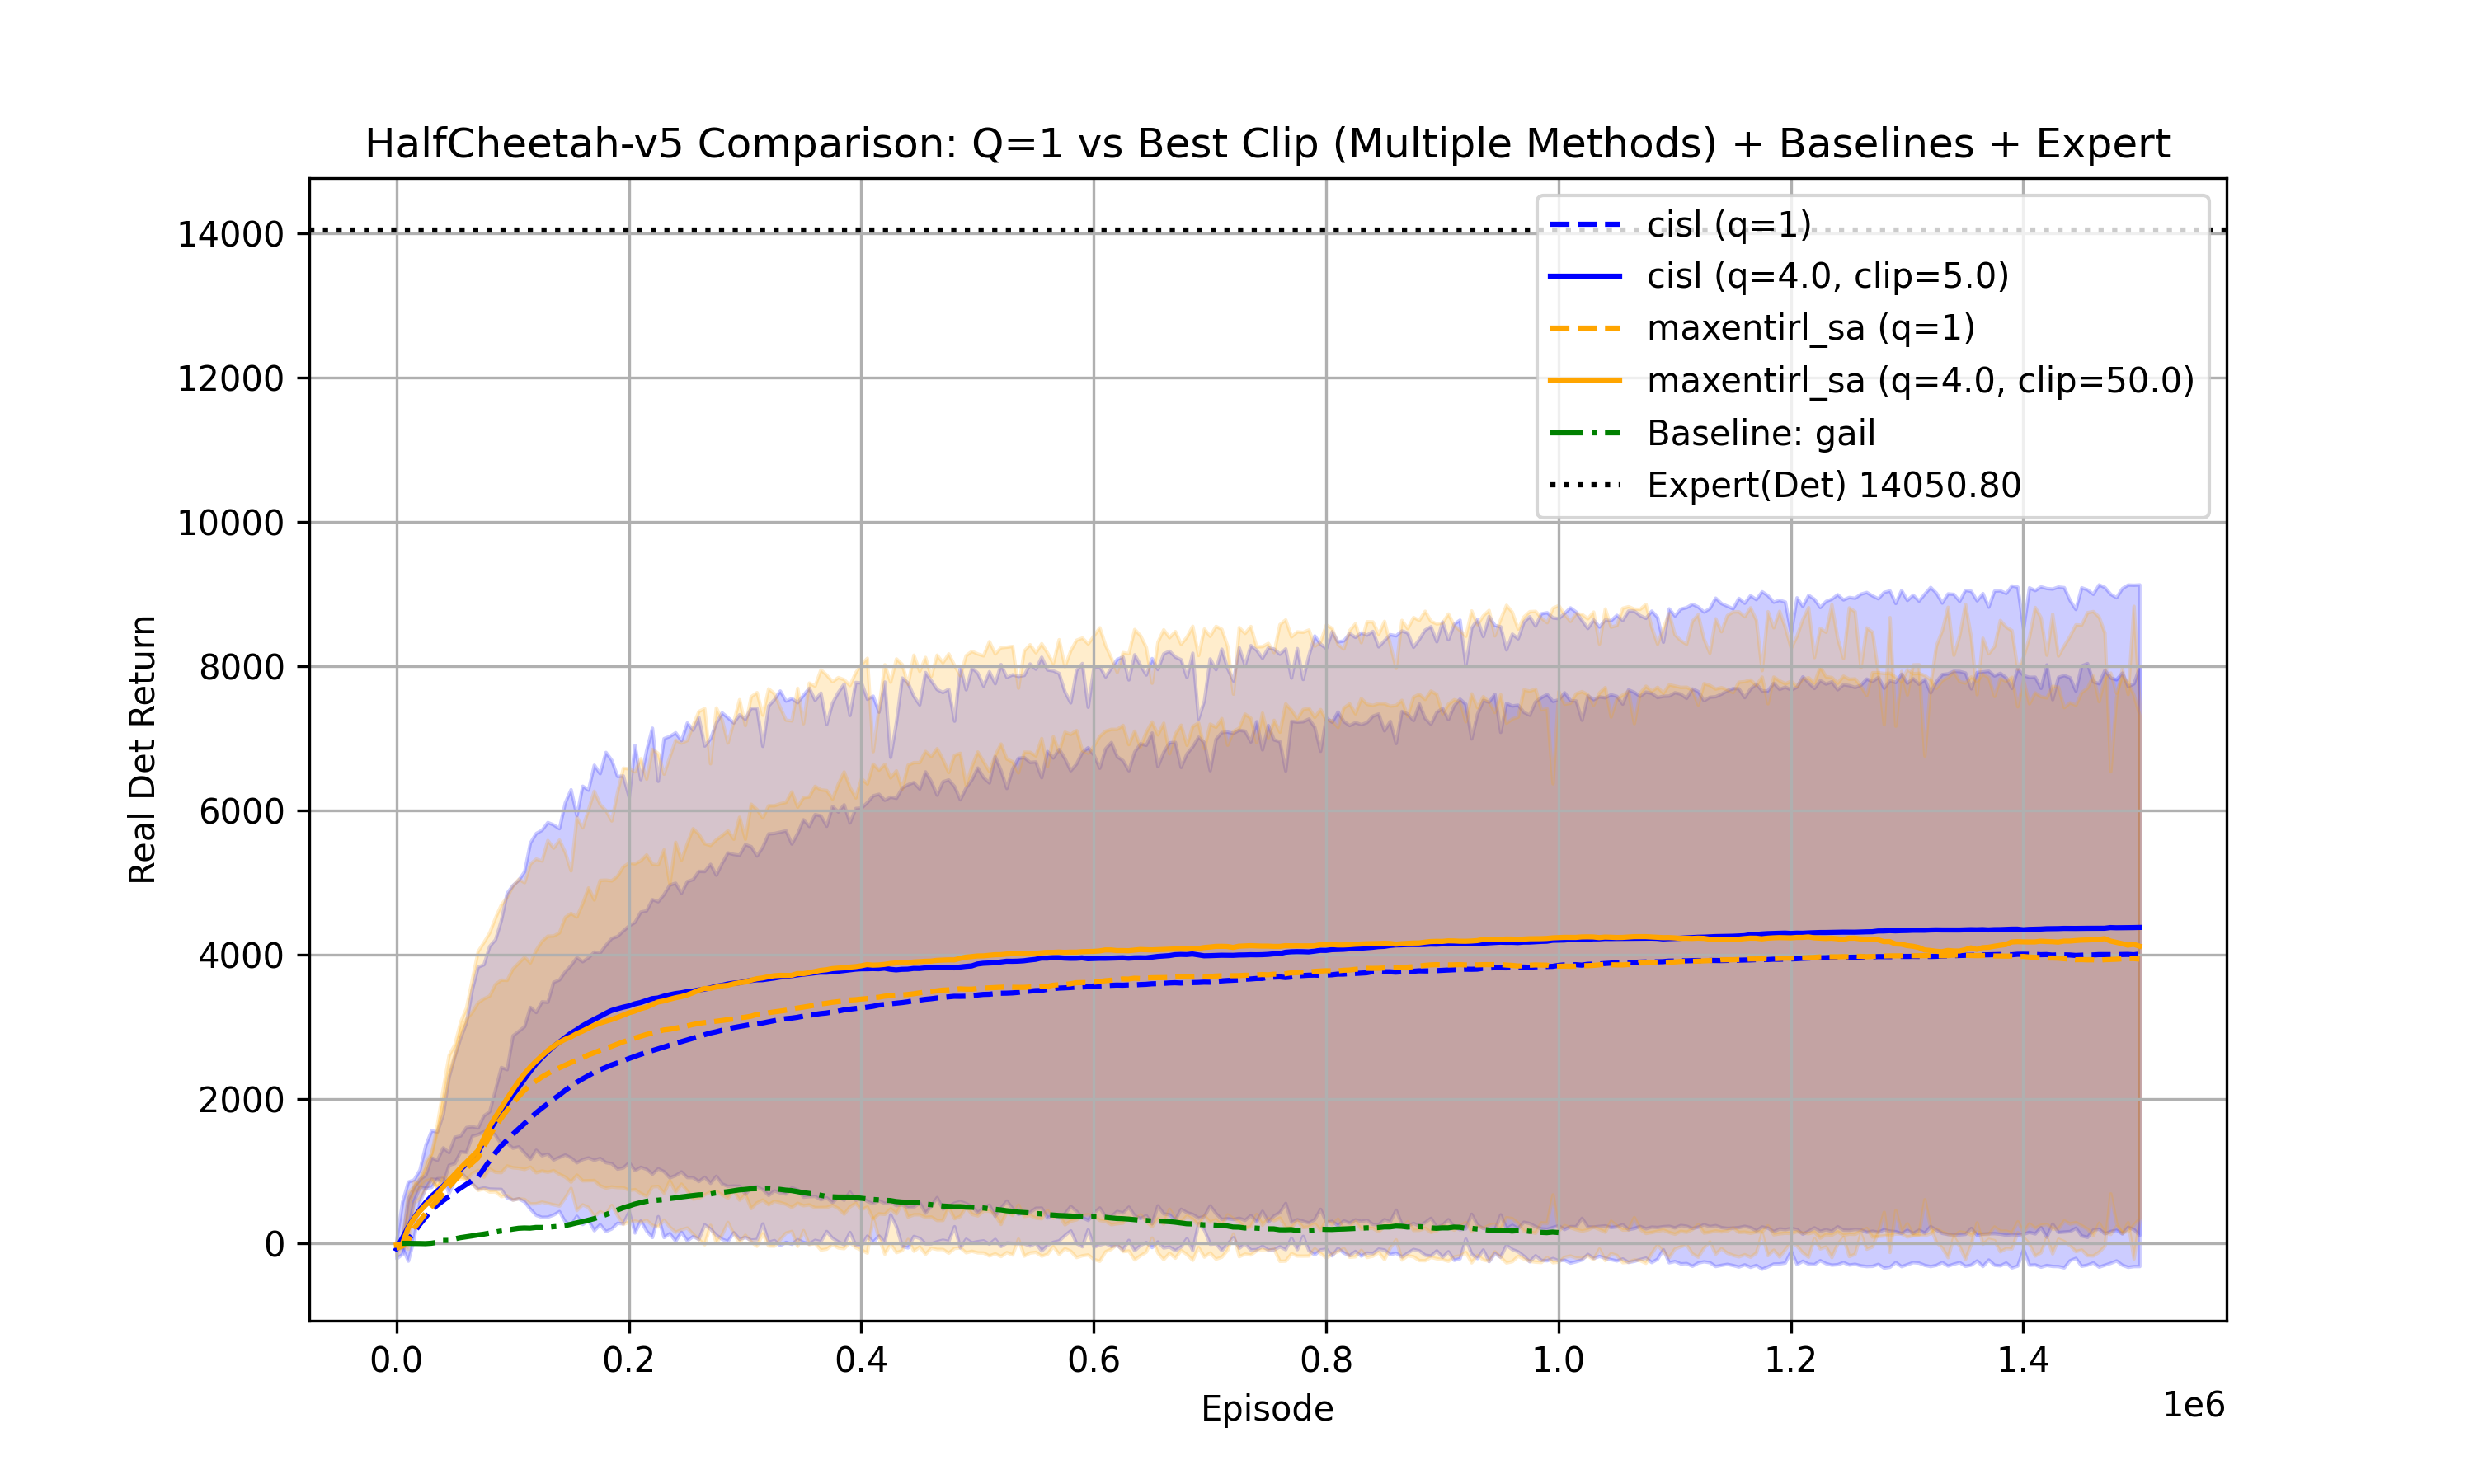 HalfCheetah-v5 Comparison: Q=1 vs Best Clip (Multiple Methods) + Baselines + Expert
cisl (q=1)
cisl (q=4.0, clip=5.0)
maxentirl_sa (q=1)
maxentirl_sa (q=4.0, clip=50.0)
Baseline: gail
Expert(Det) 14050.80
Real Det Return
14000
12000
10000
8000
6000
4000
2000
0
0.0 0.2 0.4 0.6 0.8 1.0 1.2 1.4
1e6
Episode